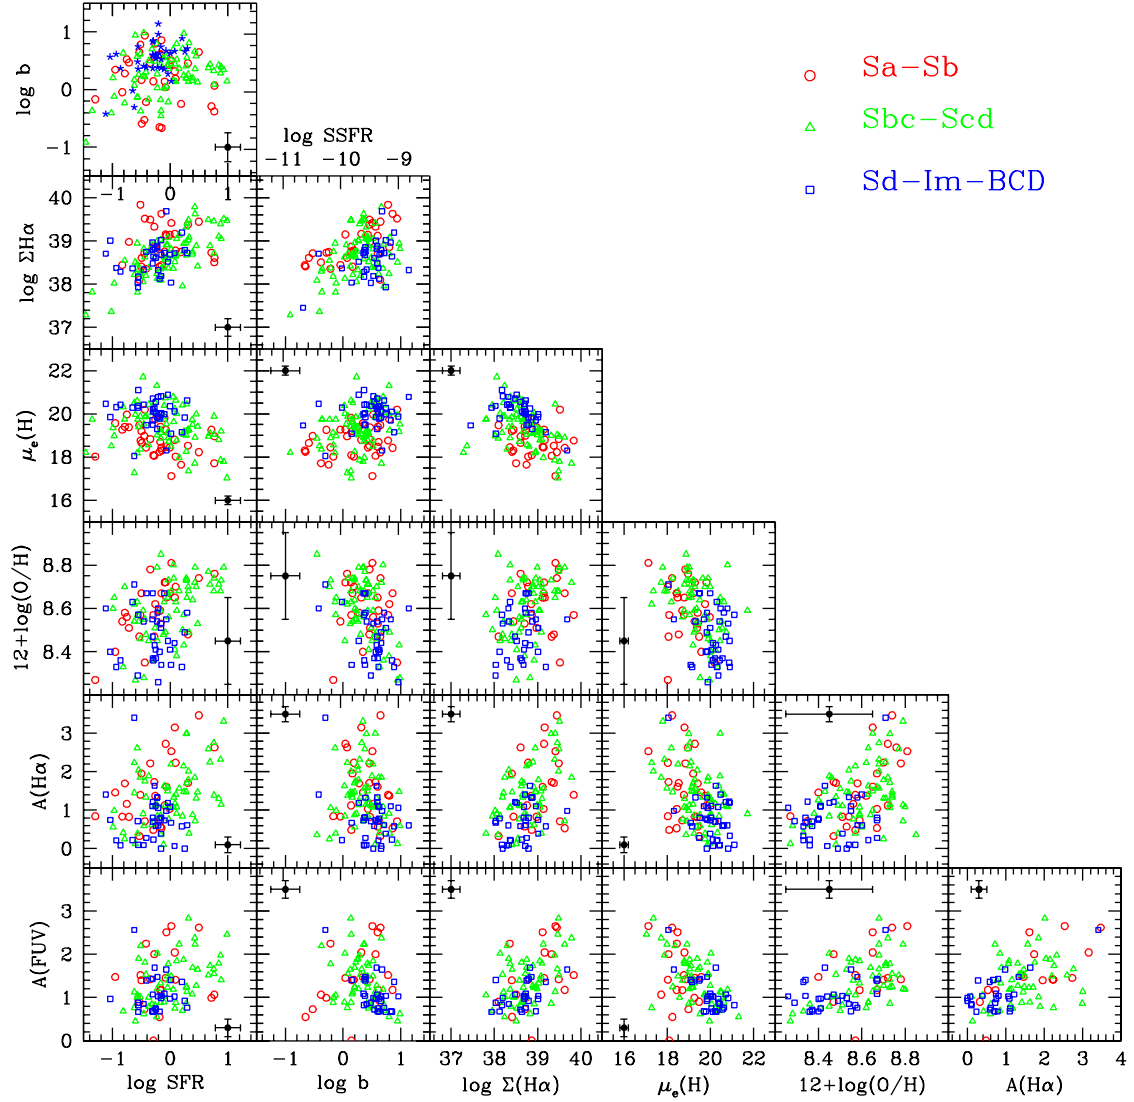 1
0
−1
log b
Sa−Sb
Sbc−Scd
Sd−Im−BCD
log SSFR
−11 −10 −9
−1 0 1
40
39
38
37
log ΣHα
22
20
18
16
μe(H)
8.8
8.6
8.4
12+log(O/H)
3
2
1
0
A(Hα)
3
2
1
0
A(FUV)
−1 0 1 −1 0 1 37 38 39 40 16 18 20 22 8.4 8.6 8.8 0 1 2 3 4
log SFR log b log Σ(Hα) μe(H) 12+log(O/H) A(Hα)